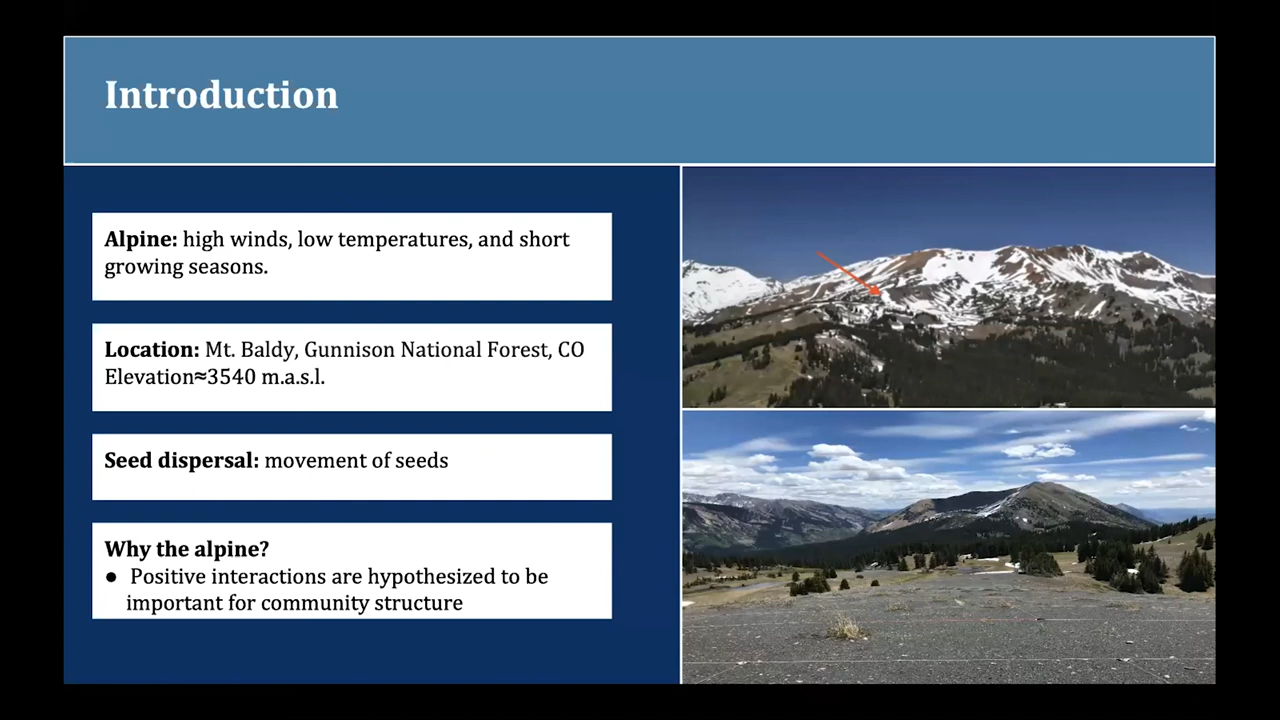 Introduction
Alpine: high winds, low temperatures, and short
growing seasons.
Location: Mt. Baldy, Gunnison National Forest, CO
Elevation≈3540 m.a.s.l.
Seed dispersal: movement of seeds
Why the alpine?
● Positive interactions are hypothesized to be
important for community structure